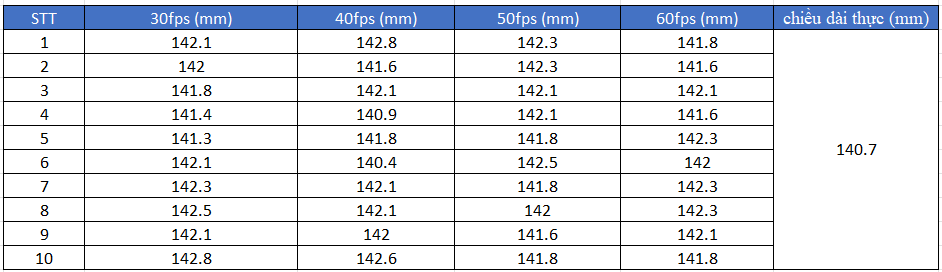 STT 30fps (mm) 40fps (mm) 50fps (mm) 60fps (mm) chiều dài thực (mm)
1 142.1 142.8 142.3 141.8
2 142 141.6 142.3 141.6
3 141.8 142.1 142.1 142.1
4 141.4 140.9 142.1 141.6
5 141.3 141.8 141.8 142.3
140.7
6 142.1 140.4 142.5 142
7 142.3 142.1 141.8 142.3
8 142.5 142.1 142 142.3
9 142.1 142 141.6 142.1
10 142.8 142.6 141.8 141.8